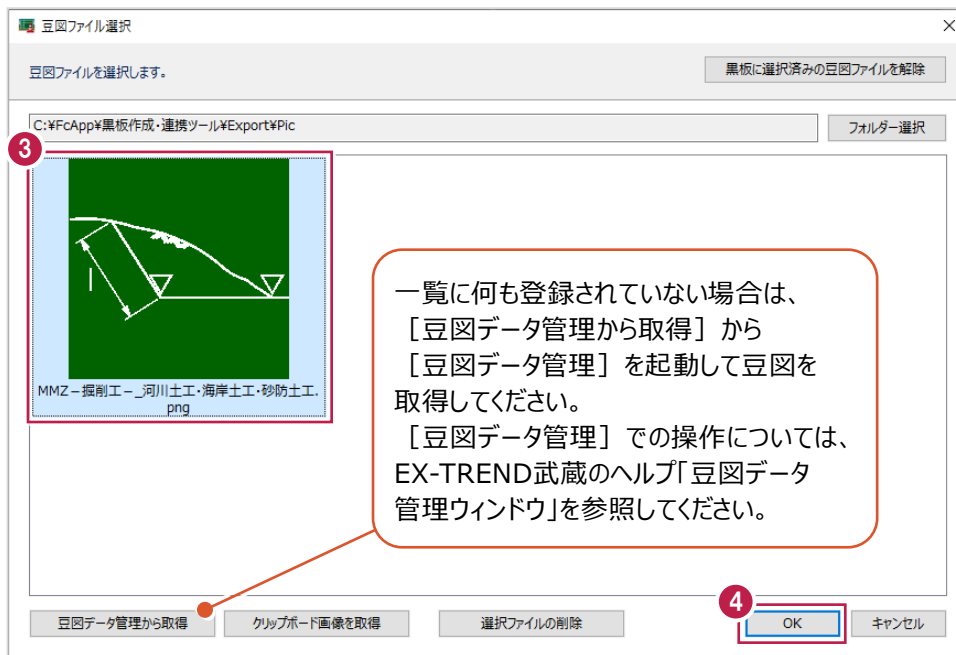 豆図ファイル選択
豆図ファイルを選択します。
黒板に選択済みの豆図ファイルを解除
C:¥FcApp¥黒板作成・連携ツール¥Export¥Pic
フォルダー選択
3
l
MMZ－掘削工－_河川土工・海岸土工・砂防土工.
png
一覧に何も登録されていない場合は、
［豆図データ管理から取得］から
［豆図データ管理］を起動して豆図を
取得してください。
［豆図データ管理］での操作については、
EX-TREND武蔵のヘルプ「豆図データ
管理ウィンドウ」を参照してください。
豆図データ管理から取得
クリップボード画像を取得
選択ファイルの削除
4
OK
キャンセル